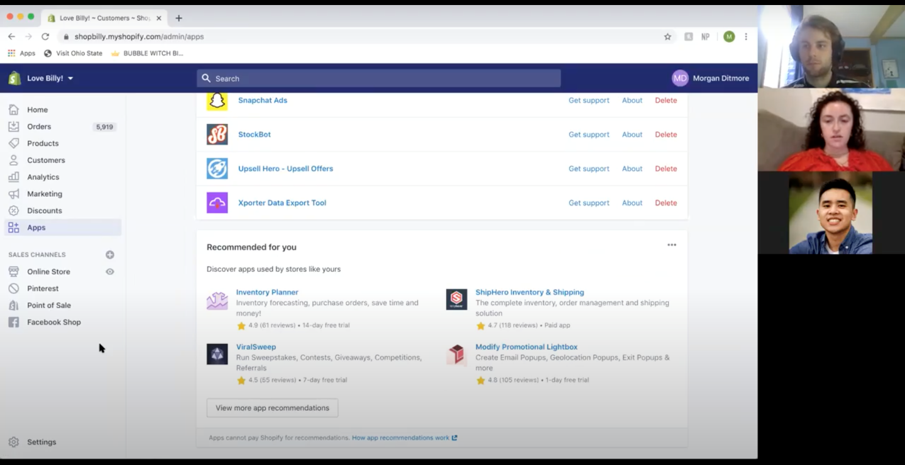 Love Billy! ~ Customers ~ Sho
shopbilly.myshopify.com/admin/apps
NP
M
Apps
Visit Ohio State
BUBBLE WITCH BI...
Love Billy!
Search
MD
Morgan Ditmore
Home
Orders
5,919
Products
Customers
Analytics
Marketing
Discounts
Apps
SALES CHANNELS
Online Store
Pinterest
Point of Sale
Facebook Shop
Settings
Snapchat Ads
Get support
About
Delete
StockBot
Get support
About
Delete
Upsell Hero - Upsell Offers
Get support
About
Delete
Xporter Data Export Tool
Get support
About
Delete
Recommended for you
Discover apps used by stores like yours
Inventory Planner
Inventory forecasting, purchase orders, save time and
money!
4.9 (61 reviews) • 14-day free trial
ShipHero Inventory & Shipping
The complete inventory, order management and shipping
solution
4.7 (118 reviews) • Paid app
ViralSweep
Run Sweepstakes, Contests, Giveaways, Competitions,
Referrals
4.5 (55 reviews) • 7-day free trial
Modify Promotional Lightbox
Create Email Popups, Geolocation Popups, Exit Popups &
more
(105 reviews) • 1-day free trial
View more app recommendations
Apps cannot pay Shopify for recommendations. How app recommendations work